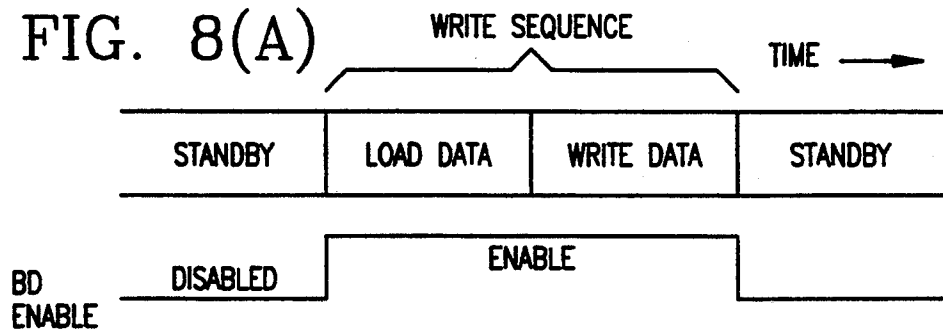 FIG. 8(A)
WRITE SEQUENCE
TIME
STANDBY LOAD DATA WRITE DATA STANDBY
ENABLE
DISABLED
BD
ENABLE